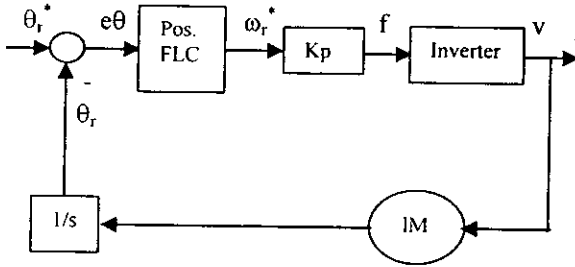 θr* eθ Pos. FLC ωr* Kp f Inverter v
-
θr
1/s IM